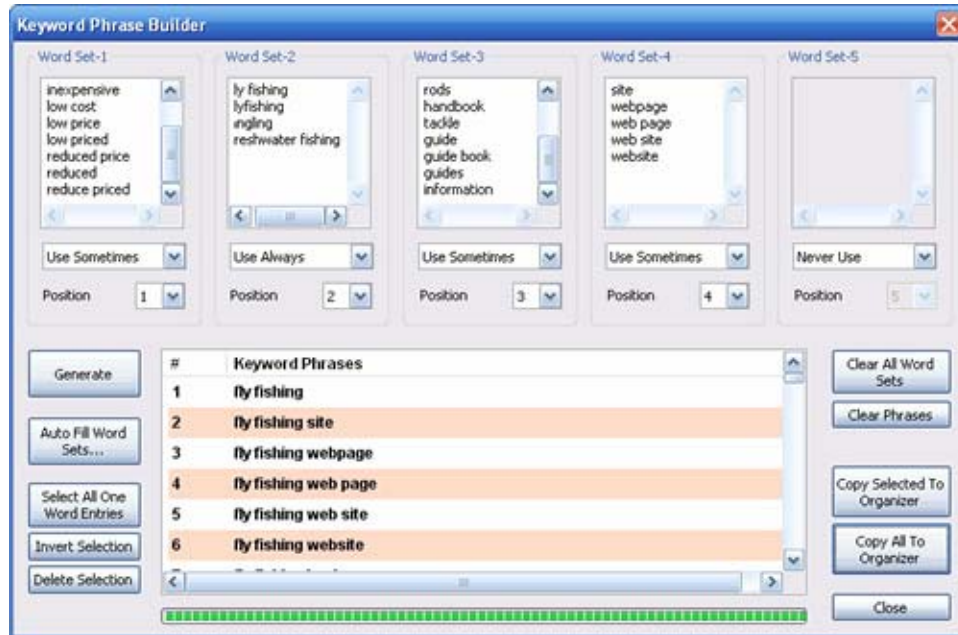 Keyword Phrase Builder
Word Set-1
inexpensive
low cost
low price
low priced
reduced price
reduced
reduce priced
Use Sometimes
Position 1
Word Set-2
ly fishing
lyfishing
ngling
reshwater fishing
Use Always
Position 2
Word Set-3
rods
handbook
tackle
guide
guide book
guides
information
Use Sometimes
Position 3
Word Set-4
site
webpage
web page
web site
website
Use Sometimes
Position 4
Word Set-5
Never Use
Position 5
Generate
Auto Fill Word
Sets...
Select All One
Word Entries
Invert Selection
Delete Selection
# Keyword Phrases
1 fly fishing
2 fly fishing site
3 fly fishing webpage
4 fly fishing web page
5 fly fishing web site
6 fly fishing website
Clear All Word
Sets
Clear Phrases
Copy Selected To
Organizer
Copy All To
Organizer
Close